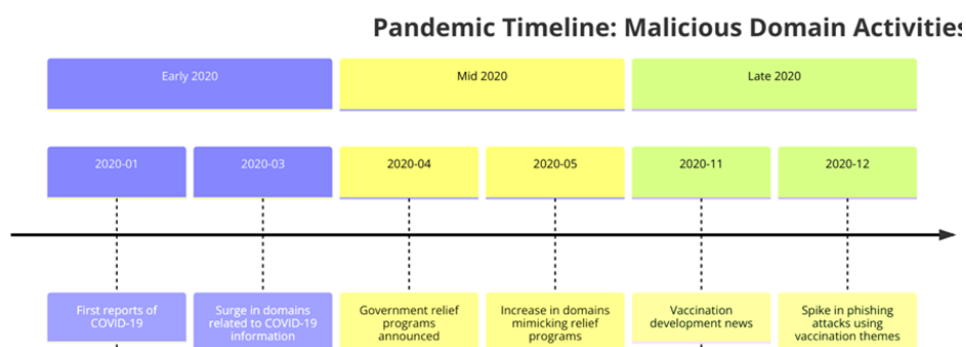 Pandemic Timeline: Malicious Domain Activities
Early 2020
Mid 2020
Late 2020
2020-01
2020-03
2020-04
2020-05
2020-11
2020-12
First reports of
COVID-19
Surge in domains
related to COVID-19
information
Government relief
programs
announced
Increase in domains
mimicking relief
programs
Vaccination
development news
Spike in phishing
attacks using
vaccination themes